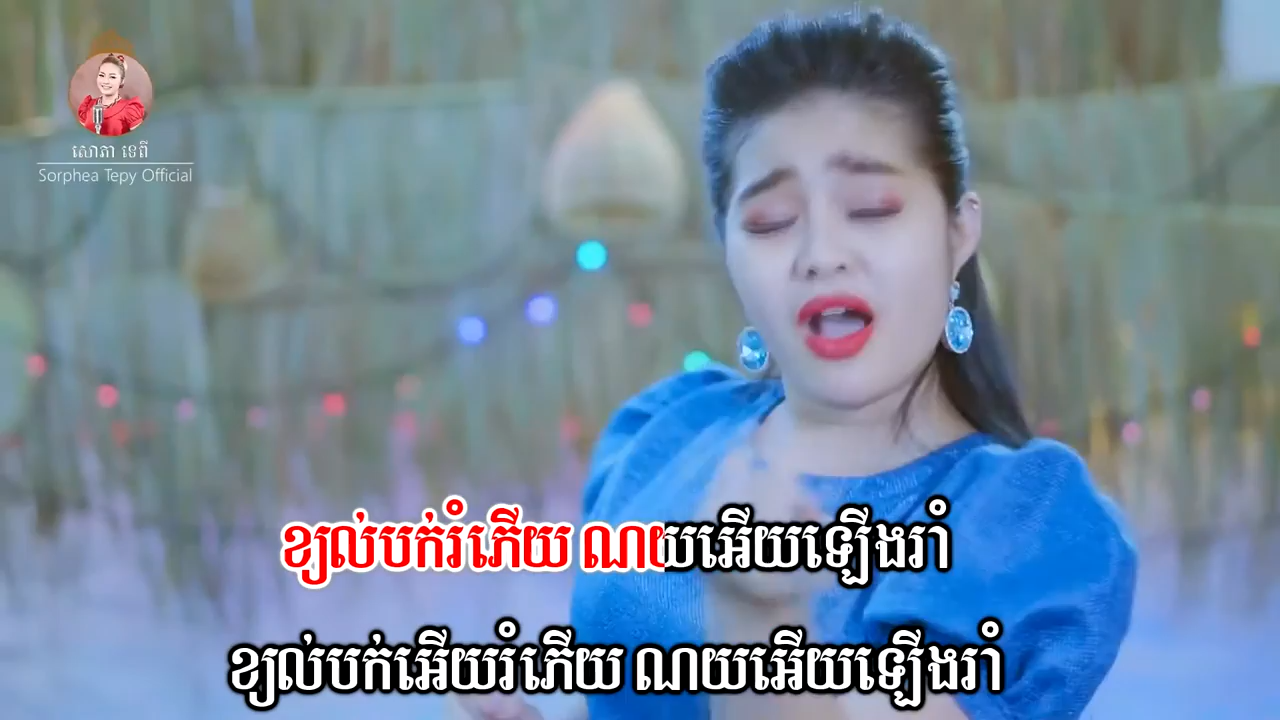 សោភា ទេពី
Sorphea Tepy Official
ខ្យល់បក់រំភើយ ណយអើយឡើងរាំ
ខ្យល់បក់អើយរំភើយ ណយអើយឡើងរាំ